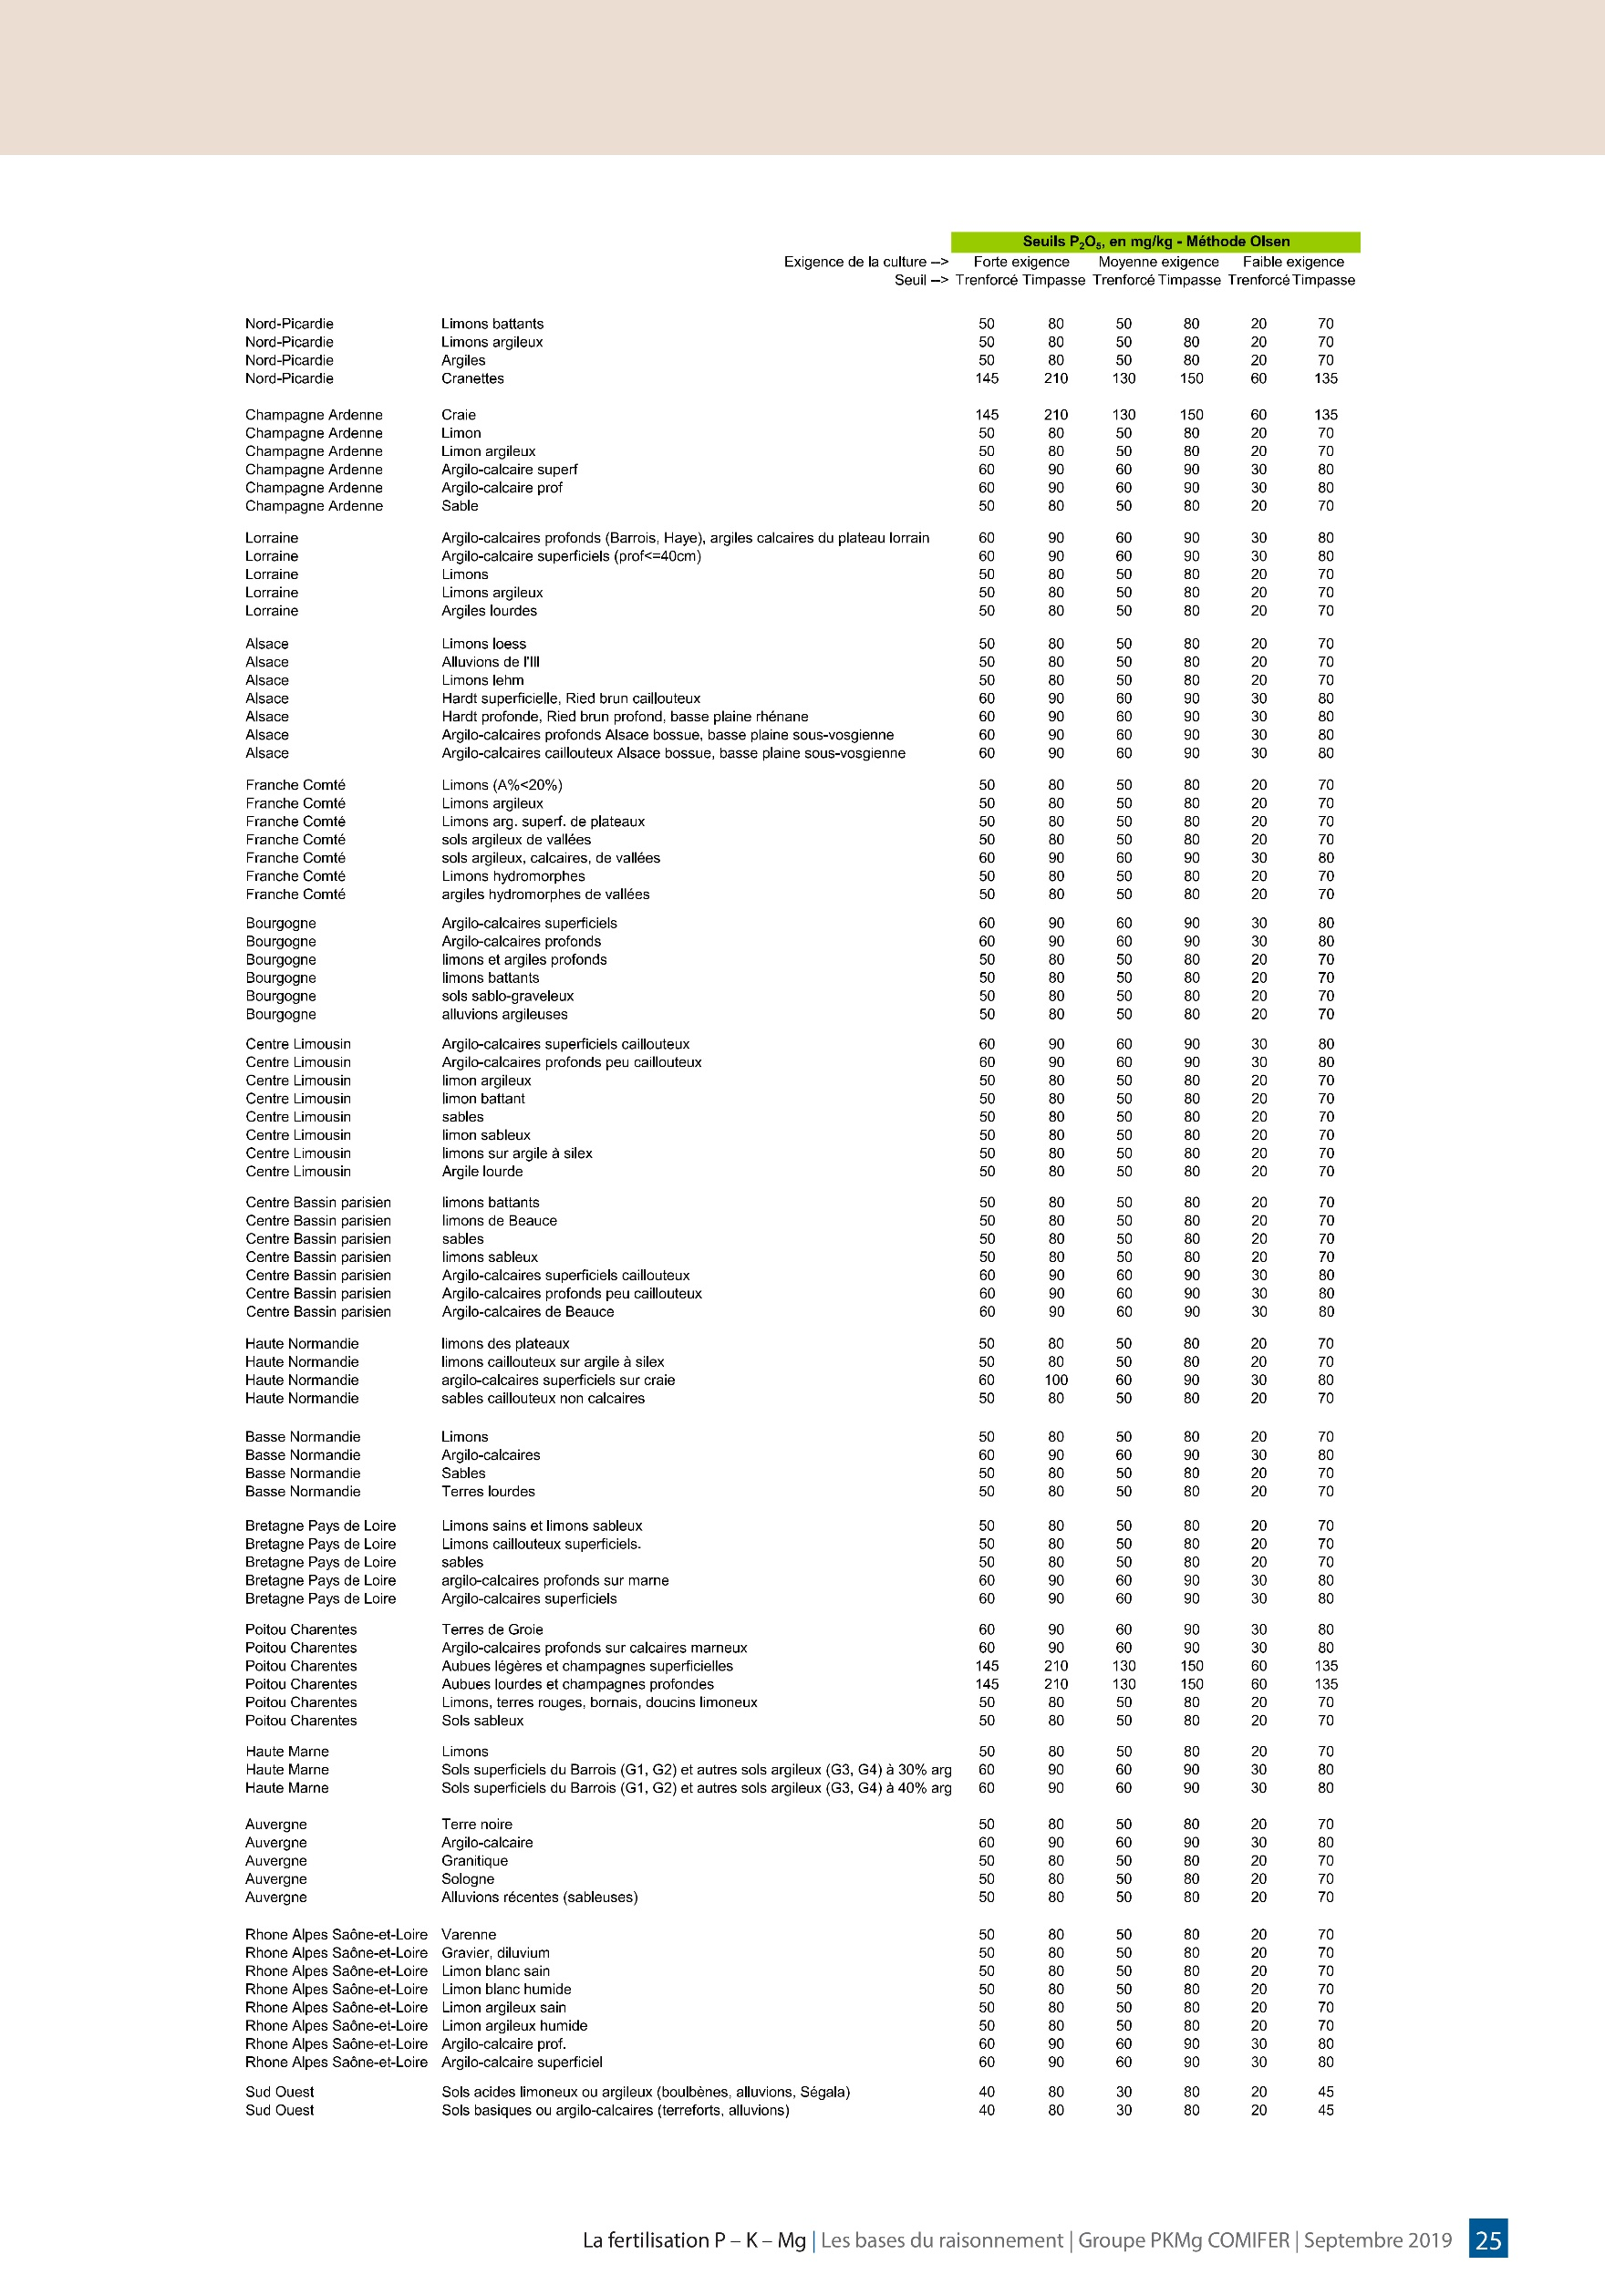 Seuils P₂O₅, en mg/kg - Méthode Olsen
Exigence de la culture --> Forte exigence Moyenne exigence Faible exigence
Seuil --> Trenforcé Timpasse Trenforcé Timpasse Trenforcé Timpasse
Nord-Picardie Limons battants 50 80 50 80 20 70
Nord-Picardie Limons argileux 50 80 50 80 20 70
Nord-Picardie Argiles 50 80 50 80 20 70
Nord-Picardie Cranettes 145 210 130 150 60 135
Champagne Ardenne Craie 145 210 130 150 60 135
Champagne Ardenne Limon 50 80 50 80 20 70
Champagne Ardenne Limon argileux 50 80 50 80 20 70
Champagne Ardenne Argilo-calcaire superf 60 90 60 90 30 80
Champagne Ardenne Argilo-calcaire prof 60 90 60 90 30 80
Champagne Ardenne Sable 50 80 50 80 20 70
Lorraine Argilo-calcaires profonds (Barrois, Haye), argiles calcaires du plateau lorrain 60 90 60 90 30 80
Lorraine Argilo-calcaire superficiels (prof<=40cm) 60 90 60 90 30 80
Lorraine Limons 50 80 50 80 20 70
Lorraine Limons argileux 50 80 50 80 20 70
Lorraine Argiles lourdes 50 80 50 80 20 70
Alsace Limons loess 50 80 50 80 20 70
Alsace Alluvions de l'Ill 50 80 50 80 20 70
Alsace Limons lehm 50 80 50 80 20 70
Alsace Hardt superficielle, Ried brun caillouteux 60 90 60 90 30 80
Alsace Hardt profonde, Ried brun profond, basse plaine rhénane 60 90 60 90 30 80
Alsace Argilo-calcaires profonds Alsace bossue, basse plaine sous-vosgienne 60 90 60 90 30 80
Alsace Argilo-calcaires caillouteux Alsace bossue, basse plaine sous-vosgienne 60 90 60 90 30 80
Franche Comté Limons (A%<20%) 50 80 50 80 20 70
Franche Comté Limons argileux 50 80 50 80 20 70
Franche Comté Limons arg. superf. de plateaux 50 80 50 80 20 70
Franche Comté sols argileux de vallées 50 80 50 80 20 70
Franche Comté sols argileux, calcaires, de vallées 60 90 60 90 30 80
Franche Comté Limons hydromorphes 50 80 50 80 20 70
Franche Comté argiles hydromorphes de vallées 50 80 50 80 20 70
Bourgogne Argilo-calcaires superficiels 60 90 60 90 30 80
Bourgogne Argilo-calcaires profonds 60 90 60 90 30 80
Bourgogne limons et argiles profonds 50 80 50 80 20 70
Bourgogne limons battants 50 80 50 80 20 70
Bourgogne sols sablo-graveleux 50 80 50 80 20 70
Bourgogne alluvions argileuses 50 80 50 80 20 70
Centre Limousin Argilo-calcaires superficiels caillouteux 60 90 60 90 30 80
Centre Limousin Argilo-calcaires profonds peu caillouteux 60 90 60 90 30 80
Centre Limousin limon argileux 50 80 50 80 20 70
Centre Limousin limon battant 50 80 50 80 20 70
Centre Limousin sables 50 80 50 80 20 70
Centre Limousin limon sableux 50 80 50 80 20 70
Centre Limousin limons sur argile à silex 50 80 50 80 20 70
Centre Limousin Argile lourde 50 80 50 80 20 70
Centre Bassin parisien limons battants 50 80 50 80 20 70
Centre Bassin parisien limons de Beauce 50 80 50 80 20 70
Centre Bassin parisien sables 50 80 50 80 20 70
Centre Bassin parisien limons sableux 50 80 50 80 20 70
Centre Bassin parisien Argilo-calcaires superficiels caillouteux 60 90 60 90 30 80
Centre Bassin parisien Argilo-calcaires profonds peu caillouteux 60 90 60 90 30 80
Centre Bassin parisien Argilo-calcaires de Beauce 60 90 60 90 30 80
Haute Normandie limons des plateaux 50 80 50 80 20 70
Haute Normandie limons caillouteux sur argile à silex 50 80 50 80 20 70
Haute Normandie argilo-calcaires superficiels sur craie 60 100 60 90 30 80
Haute Normandie sables caillouteux non calcaires 50 80 50 80 20 70
Basse Normandie Limons 50 80 50 80 20 70
Basse Normandie Argilo-calcaires 60 90 60 90 30 80
Basse Normandie Sables 50 80 50 80 20 70
Basse Normandie Terres lourdes 50 80 50 80 20 70
Bretagne Pays de Loire Limons sains et limons sableux 50 80 50 80 20 70
Bretagne Pays de Loire Limons caillouteux superficiels. 50 80 50 80 20 70
Bretagne Pays de Loire sables 50 80 50 80 20 70
Bretagne Pays de Loire argilo-calcaires profonds sur marne 60 90 60 90 30 80
Bretagne Pays de Loire Argilo-calcaires superficiels 60 90 60 90 30 80
Poitou Charentes Terres de Groie 60 90 60 90 30 80
Poitou Charentes Argilo-calcaires profonds sur calcaires marneux 60 90 60 90 30 80
Poitou Charentes Aubues légères et champagnes superficielles 145 210 130 150 60 135
Poitou Charentes Aubues lourdes et champagnes profondes 145 210 130 150 60 135
Poitou Charentes Limons, terres rouges, bornais, doucins limoneux 50 80 50 80 20 70
Poitou Charentes Sols sableux 50 80 50 80 20 70
Haute Marne Limons 50 80 50 80 20 70
Haute Marne Sols superficiels du Barrois (G1, G2) et autres sols argileux (G3, G4) à 30% arg 60 90 60 90 30 80
Haute Marne Sols superficiels du Barrois (G1, G2) et autres sols argileux (G3, G4) à 40% arg 60 90 60 90 30 80
Auvergne Terre noire 50 80 50 80 20 70
Auvergne Argilo-calcaire 60 90 60 90 30 80
Auvergne Granitique 50 80 50 80 20 70
Auvergne Sologne 50 80 50 80 20 70
Auvergne Alluvions récentes (sableuses) 50 80 50 80 20 70
Rhone Alpes Saône-et-Loire Varenne 50 80 50 80 20 70
Rhone Alpes Saône-et-Loire Gravier, diluvium 50 80 50 80 20 70
Rhone Alpes Saône-et-Loire Limon blanc sain 50 80 50 80 20 70
Rhone Alpes Saône-et-Loire Limon blanc humide 50 80 50 80 20 70
Rhone Alpes Saône-et-Loire Limon argileux sain 50 80 50 80 20 70
Rhone Alpes Saône-et-Loire Limon argileux humide 50 80 50 80 20 70
Rhone Alpes Saône-et-Loire Argilo-calcaire prof. 60 90 60 90 30 80
Rhone Alpes Saône-et-Loire Argilo-calcaire superficiel 60 90 60 90 30 80
Sud Ouest Sols acides limoneux ou argileux (boulbènes, alluvions, Ségala) 40 80 30 80 20 45
Sud Ouest Sols basiques ou argilo-calcaires (terreforts, alluvions) 40 80 30 80 20 45
La fertilisation P – K – Mg | Les bases du raisonnement | Groupe PKMg COMIFER | Septembre 2019 25